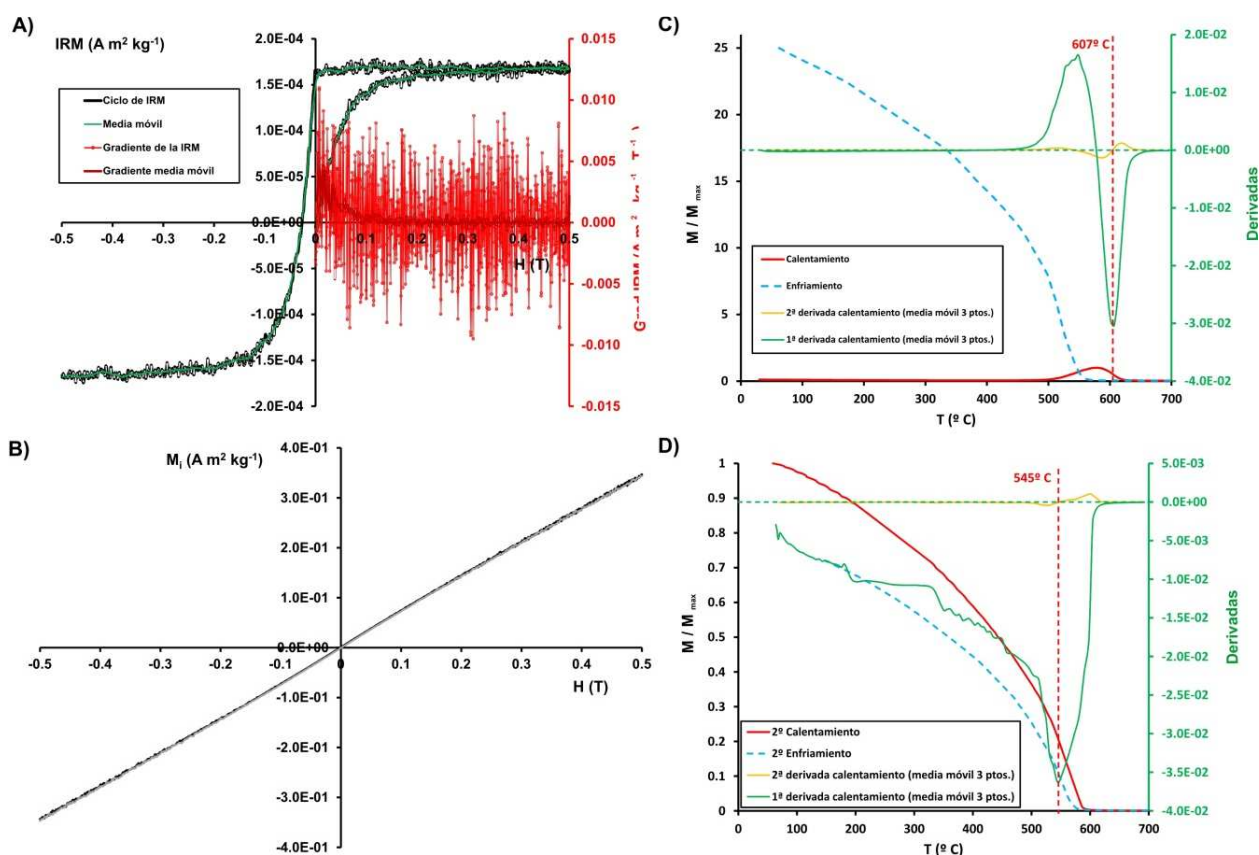 A)
IRM (A m² kg⁻¹)
Ciclo de IRM
Media móvil
Gradiente de la IRM
Gradiente media móvil
2.0E-04
1.5E-04
1.0E-04
5.0E-05
0.0E+00
-5.0E-05
-1.0E-04
-1.5E-04
-2.0E-04
-0.5 -0.4 -0.3 -0.2 -0.1 0 0.1 0.2 0.3 0.4 0.5
H (T)
0.015
0.010
0.005
0.000
-0.005
-0.010
-0.015
IRM (A m² kg⁻¹ T⁻¹)
B)
Mᵢ (A m² kg⁻¹)
4.0E-01
3.0E-01
2.0E-01
1.0E-01
0.0E+00
-1.0E-01
-2.0E-01
-3.0E-01
-4.0E-01
-0.5 -0.4 -0.3 -0.2 -0.1 0 0.1 0.2 0.3 0.4 0.5
H (T)
C)
607º C
M / M max
25
20
15
10
5
0
Calentamiento
Enfriamiento
2ª derivada calentamiento (media móvil 3 ptos.)
1ª derivada calentamiento (media móvil 3 ptos.)
0 100 200 300 400 500 600 700
T (º C)
2.0E-02
1.0E-02
0.0E+00
-1.0E-02
-2.0E-02
-3.0E-02
-4.0E-02
Derivadas
D)
545º C
M / M max
1
0.9
0.8
0.7
0.6
0.5
0.4
0.3
0.2
0.1
0
2º Calentamiento
2º Enfriamiento
2ª derivada calentamiento (media móvil 3 ptos.)
1ª derivada calentamiento (media móvil 3 ptos.)
0 100 200 300 400 500 600 700
T (º C)
5.0E-03
0.0E+00
-5.0E-03
-1.0E-02
-1.5E-02
-2.0E-02
-2.5E-02
-3.0E-02
-3.5E-02
-4.0E-02
Derivadas